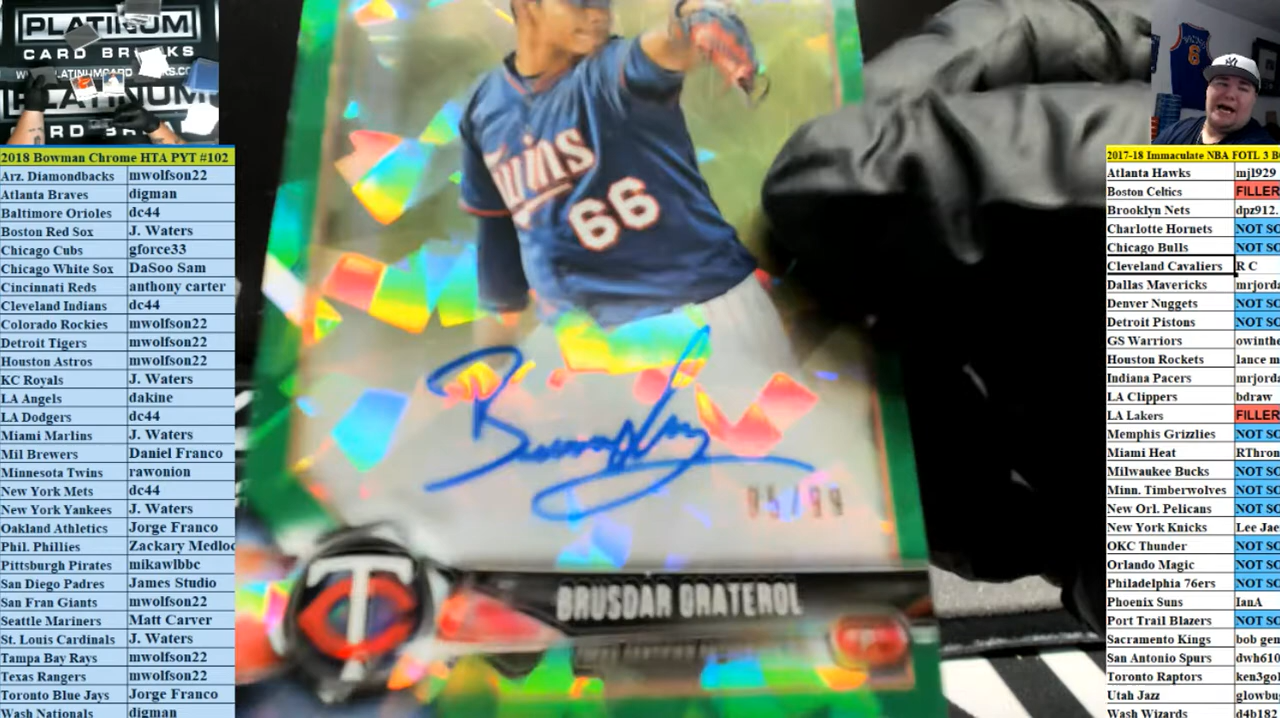 PLATINUM
CARD BREAKS
PLATINUM
CARD
2018 Bowman Chrome HTA PYT #102
Arz. Diamondbacks mwolfson22
Atlanta Braves digman
Baltimore Orioles dc44
Boston Red Sox J. Waters
Chicago Cubs gforce33
Chicago White Sox DaSoo Sam
Cincinnati Reds anthony carter
Cleveland Indians dc44
Colorado Rockies mwolfson22
Detroit Tigers mwolfson22
Houston Astros mwolfson22
KC Royals J. Waters
LA Angels dakine
LA Dodgers dc44
Miami Marlins J. Waters
Mil Brewers Daniel Franco
Minnesota Twins rawonion
New York Mets dc44
New York Yankees J. Waters
Oakland Athletics Jorge Franco
Phil. Phillies Zackary Medloc
Pittsburgh Pirates mikawlbbc
San Diego Padres James Studio
San Fran Giants mwolfson22
Seattle Mariners Matt Carver
St. Louis Cardinals J. Waters
Tampa Bay Rays mwolfson22
Texas Rangers mwolfson22
Toronto Blue Jays Jorge Franco
Wash Nationals digman
Twins
66
BRUSDAR GRATEROL
8
2017-18 Immaculate NBA FOTL 3 B
Atlanta Hawks mjl929
Boston Celtics FILLER
Brooklyn Nets dpz912.
Charlotte Hornets NOT SO
Chicago Bulls NOT SO
Cleveland Cavaliers R C
Dallas Mavericks mrjorda
Denver Nuggets NOT SO
Detroit Pistons NOT SO
GS Warriors owinthe
Houston Rockets lance m
Indiana Pacers mrjorda
LA Clippers bdraw
LA Lakers FILLER
Memphis Grizzlies NOT SO
Miami Heat RThron
Milwaukee Bucks NOT SO
Minn. Timberwolves NOT SO
New Orl. Pelicans NOT SO
New York Knicks Lee Jae
OKC Thunder NOT SO
Orlando Magic NOT SO
Philadelphia 76ers NOT SO
Phoenix Suns IanA
Port Trail Blazers NOT SO
Sacramento Kings bob gen
San Antonio Spurs dwh610
Toronto Raptors ken3gol
Utah Jazz glowbug
Wash Wizards d4b182